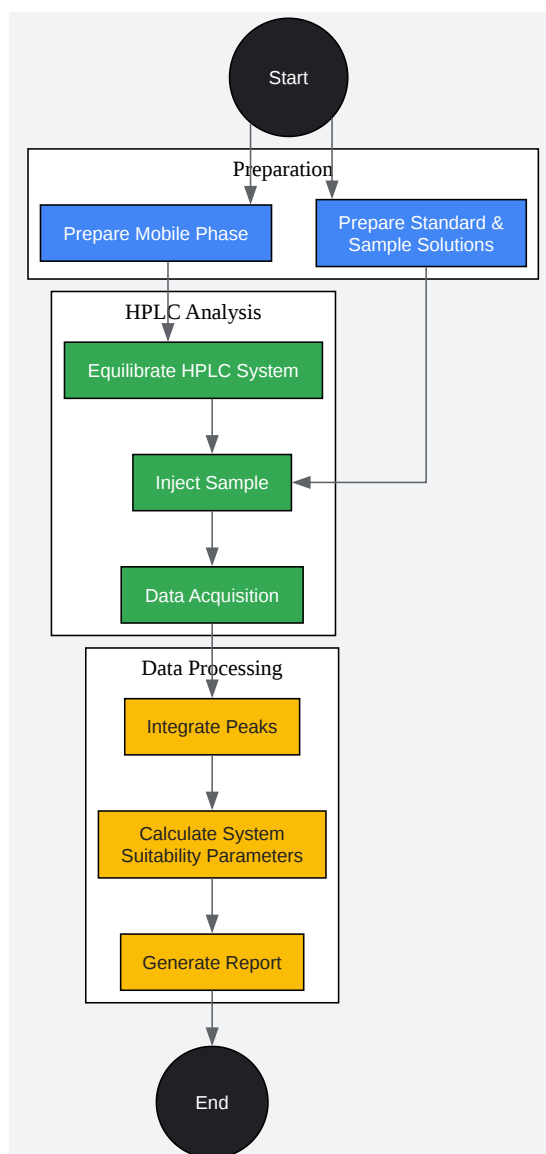 Start
Preparation
Prepare Mobile Phase
Prepare Standard &
Sample Solutions
HPLC Analysis
Equilibrate HPLC System
Inject Sample
Data Acquisition
Data Processing
Integrate Peaks
Calculate System
Suitability Parameters
Generate Report
End